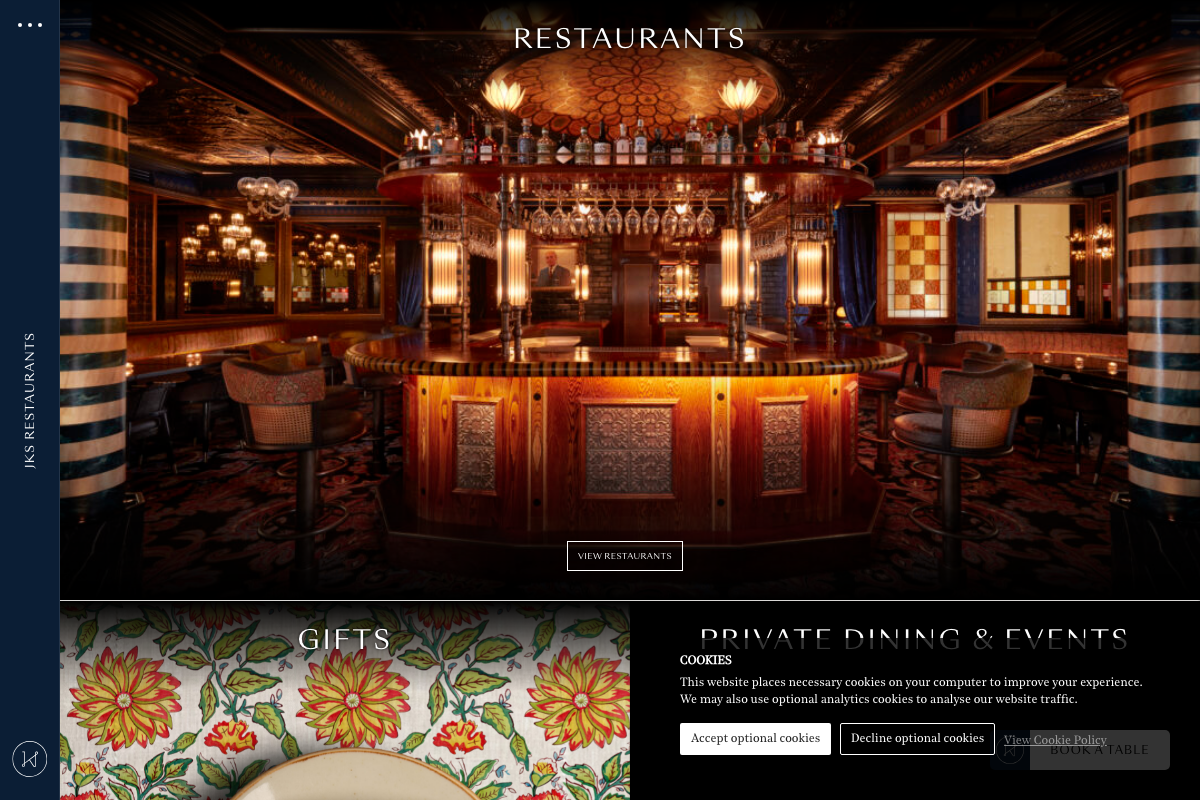 RESTAURANTS
JKS RESTAURANTS
VIEW RESTAURANTS
GIFTS
PRIVATE DINING & EVENTS
COOKIES
This website places necessary cookies on your computer to improve your experience.
We may also use optional analytics cookies to analyse our website traffic.
Accept optional cookies
Decline optional cookies
View Cookie Policy
BOOK A TABLE